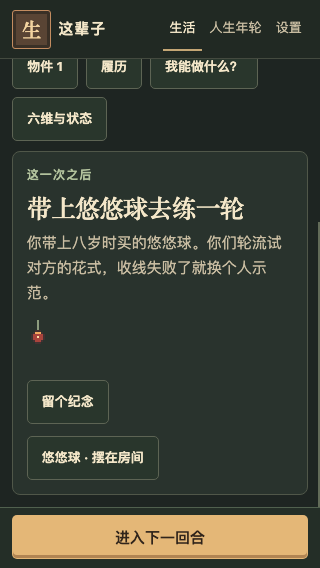 生 这辈子 生活 人生年轮 设置
物件 1 履历 我能做什么?
六维与状态
这一次之后
带上悠悠球去练一轮
你带上八岁时买的悠悠球。你们轮流试
对方的花式，收线失败了就换个人示
范。
留个纪念
悠悠球 · 摆在房间
进入下一回合